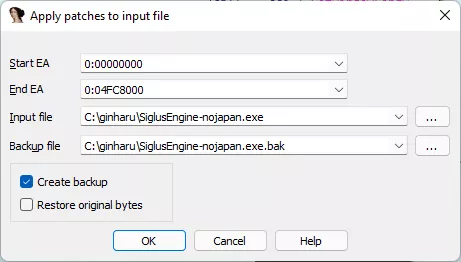 Apply patches to input file
Start EA 0:00000000
End EA 0:04FC8000
Input file C:\ginharu\SiglusEngine-nojapan.exe ...
Backup file C:\ginharu\SiglusEngine-nojapan.exe.bak ...
Create backup
Restore original bytes
OK Cancel Help